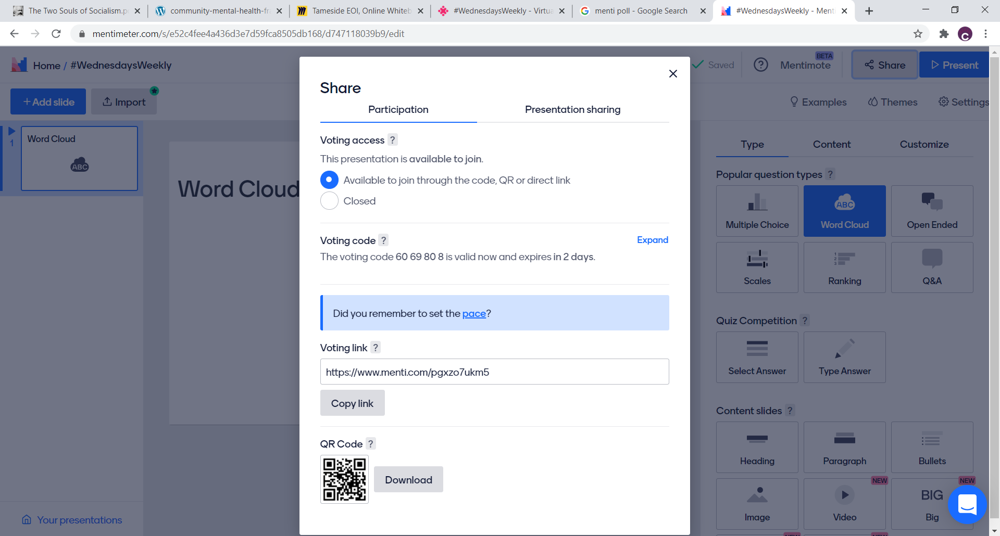 The Two Souls of Socialism.p
community-mental-health-fr
Tameside EOI, Online Whiteb
#WednesdaysWeekly - Virtua
menti poll - Google Search
#WednesdaysWeekly - Menti
mentimeter.com/s/e52c4fee4a436d3e7d59fca8505db168/d747118039b9/edit
C
Home / #WednesdaysWeekly
Saved
?
Mentimote
BETA
Share
Present
+ Add slide
Import
Examples
Themes
Settings
1
Word Cloud
ABC
Word Cloud
Your presentations
Share
Participation
Presentation sharing
Voting access ?
This presentation is available to join.
Available to join through the code, QR or direct link
Closed
Voting code ?
Expand
The voting code 60 69 80 8 is valid now and expires in 2 days.
Did you remember to set the pace?
Voting link ?
https://www.menti.com/pgxzo7ukm5
Copy link
QR Code ?
Download
Type
Content
Customize
Popular question types ?
Multiple Choice
ABC
Word Cloud
Open Ended
Scales
1
2
3
Ranking
Q&A
Quiz Competition ?
Select Answer
Type Answer
Content slides ?
Heading
Paragraph
Bullets
Image
NEW
Video
NEW
BIG
Big